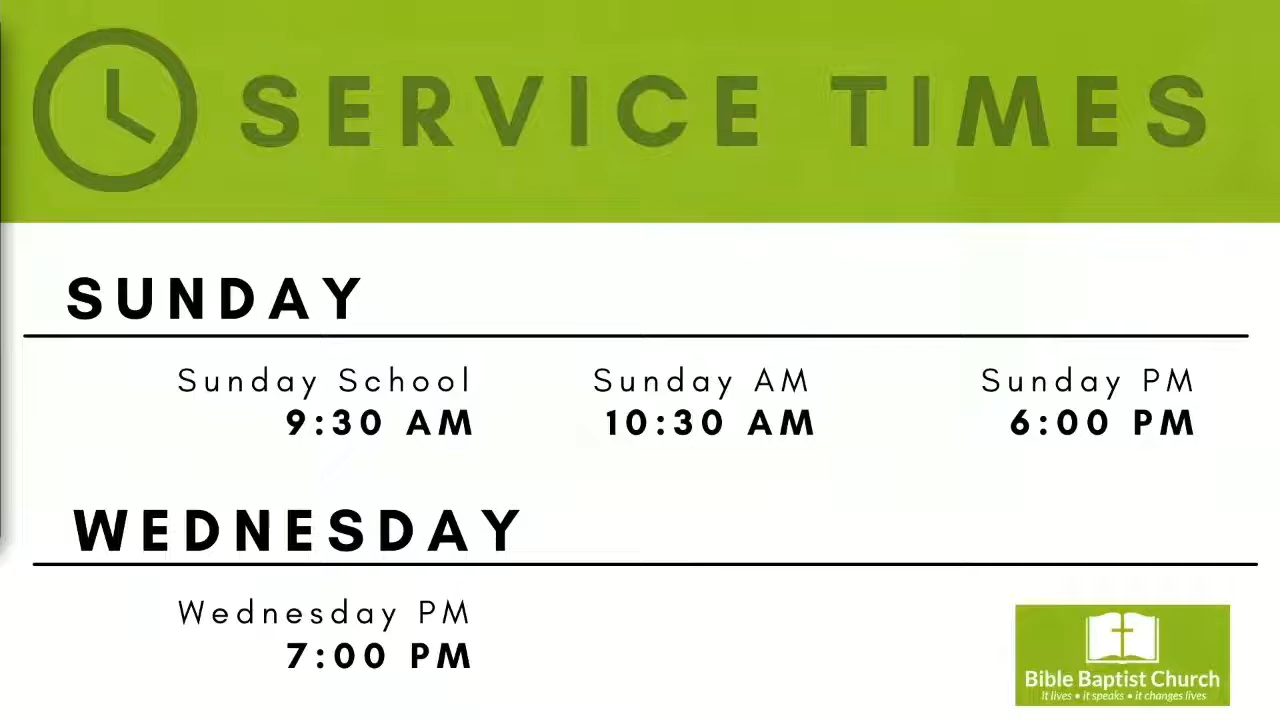 SERVICE TIMES
SUNDAY
Sunday School
9:30 AM
Sunday AM
10:30 AM
Sunday PM
6:00 PM
WEDNESDAY
Wednesday PM
7:00 PM
Bible Baptist Church
It lives • it speaks • it changes lives